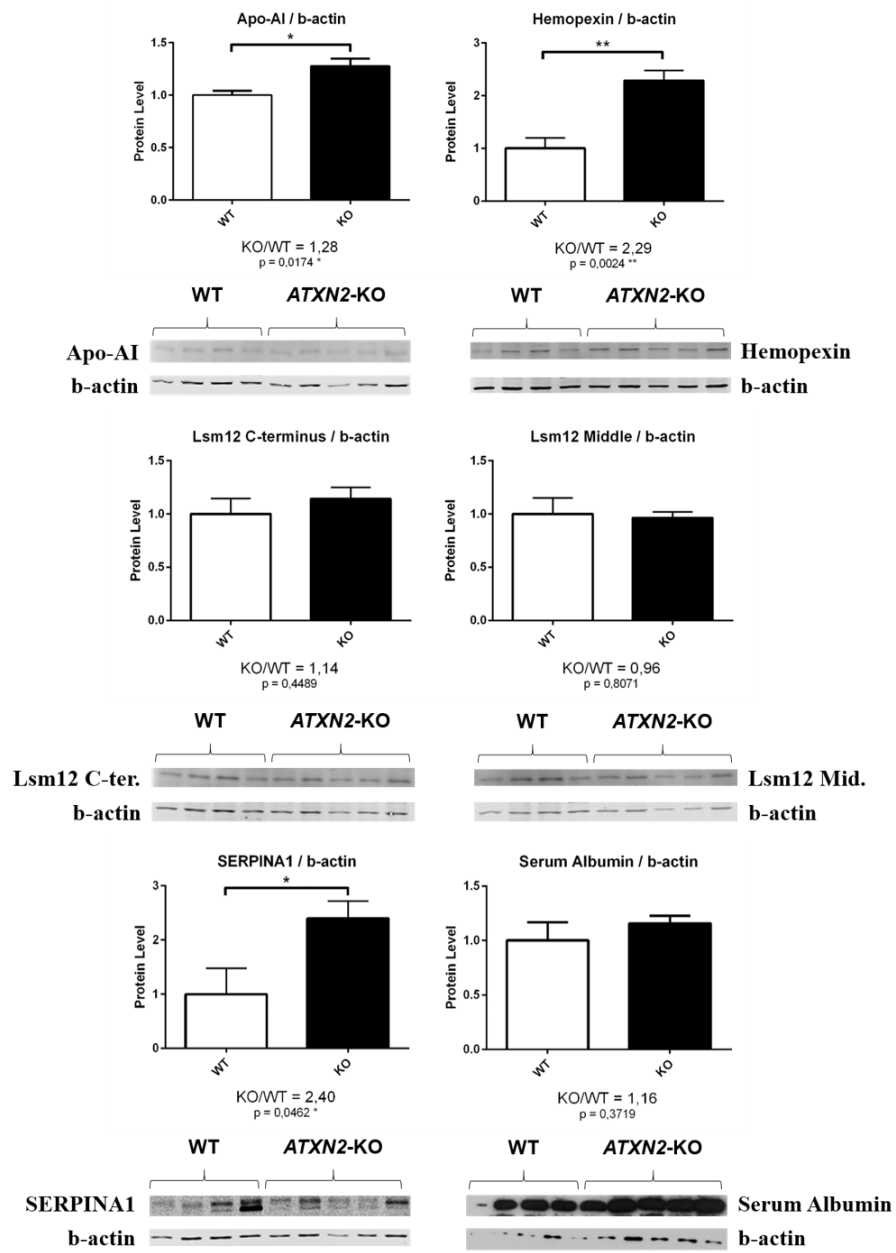 Apo-AI / b-actin
Protein Level
1.5
1.0
0.5
0.0
*
WT
KO
KO/WT = 1,28
p = 0,0174 *
Hemopexin / b-actin
Protein Level
3
2
1
0
**
WT
KO
KO/WT = 2,29
p = 0,0024 **
WT
ATXN2-KO
Apo-AI
b-actin
WT
ATXN2-KO
Hemopexin
b-actin
Lsm12 C-terminus / b-actin
Protein Level
1.5
1.0
0.5
0.0
WT
KO
KO/WT = 1,14
p = 0,4489
Lsm12 Middle / b-actin
Protein Level
1.5
1.0
0.5
0.0
WT
KO
KO/WT = 0,96
p = 0,8071
WT
ATXN2-KO
Lsm12 C-ter.
b-actin
WT
ATXN2-KO
Lsm12 Mid.
b-actin
SERPINA1 / b-actin
Protein Level
3
2
1
0
*
WT
KO
KO/WT = 2,40
p = 0,0462 *
Serum Albumin / b-actin
Protein Level
1.5
1.0
0.5
0.0
WT
KO
KO/WT = 1,16
p = 0,3719
WT
ATXN2-KO
SERPINA1
b-actin
WT
ATXN2-KO
Serum Albumin
b-actin